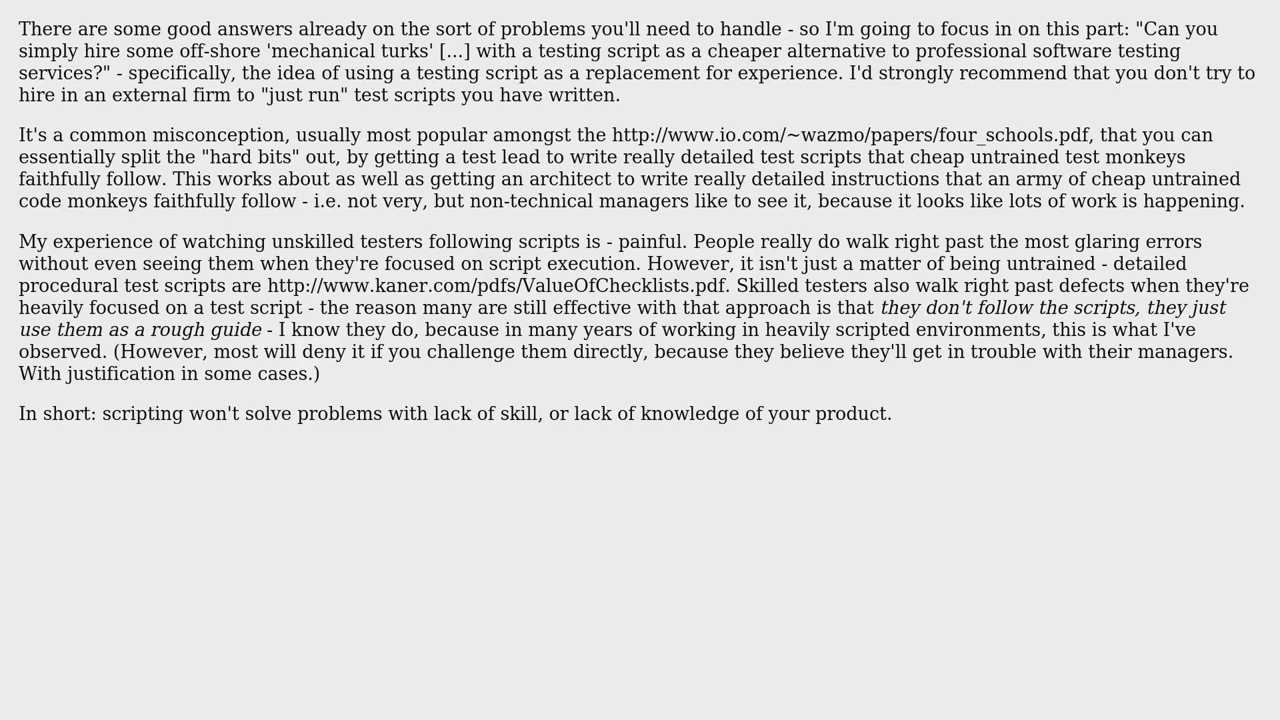 There are some good answers already on the sort of problems you'll need to handle - so I'm going to focus in on this part: "Can you
simply hire some off-shore 'mechanical turks' [...] with a testing script as a cheaper alternative to professional software testing
services?" - specifically, the idea of using a testing script as a replacement for experience. I'd strongly recommend that you don't try to
hire in an external firm to "just run" test scripts you have written.
It's a common misconception, usually most popular amongst the http://www.io.com/~wazmo/papers/four_schools.pdf, that you can
essentially split the "hard bits" out, by getting a test lead to write really detailed test scripts that cheap untrained test monkeys
faithfully follow. This works about as well as getting an architect to write really detailed instructions that an army of cheap untrained
code monkeys faithfully follow - i.e. not very, but non-technical managers like to see it, because it looks like lots of work is happening.
My experience of watching unskilled testers following scripts is - painful. People really do walk right past the most glaring errors
without even seeing them when they're focused on script execution. However, it isn't just a matter of being untrained - detailed
procedural test scripts are http://www.kaner.com/pdfs/ValueOfChecklists.pdf. Skilled testers also walk right past defects when they're
heavily focused on a test script - the reason many are still effective with that approach is that they don't follow the scripts, they just
use them as a rough guide - I know they do, because in many years of working in heavily scripted environments, this is what I've
observed. (However, most will deny it if you challenge them directly, because they believe they'll get in trouble with their managers.
With justification in some cases.)
In short: scripting won't solve problems with lack of skill, or lack of knowledge of your product.